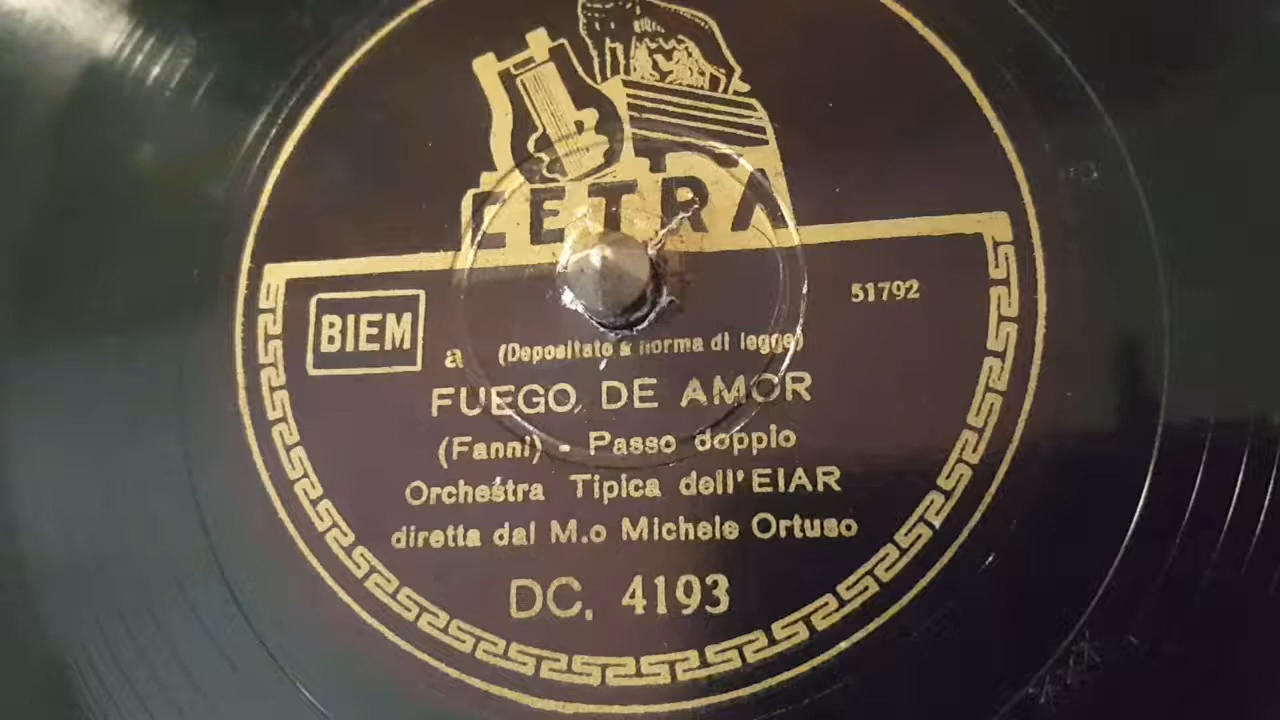 CETRA
51792
BIEM
a (Depositato a norma di legge)
FUEGO DE AMOR
(Fanni) - Passo doppio
Orchestra Tipica dell'EIAR
diretta dal M.o Michele Ortuso
DC. 4193